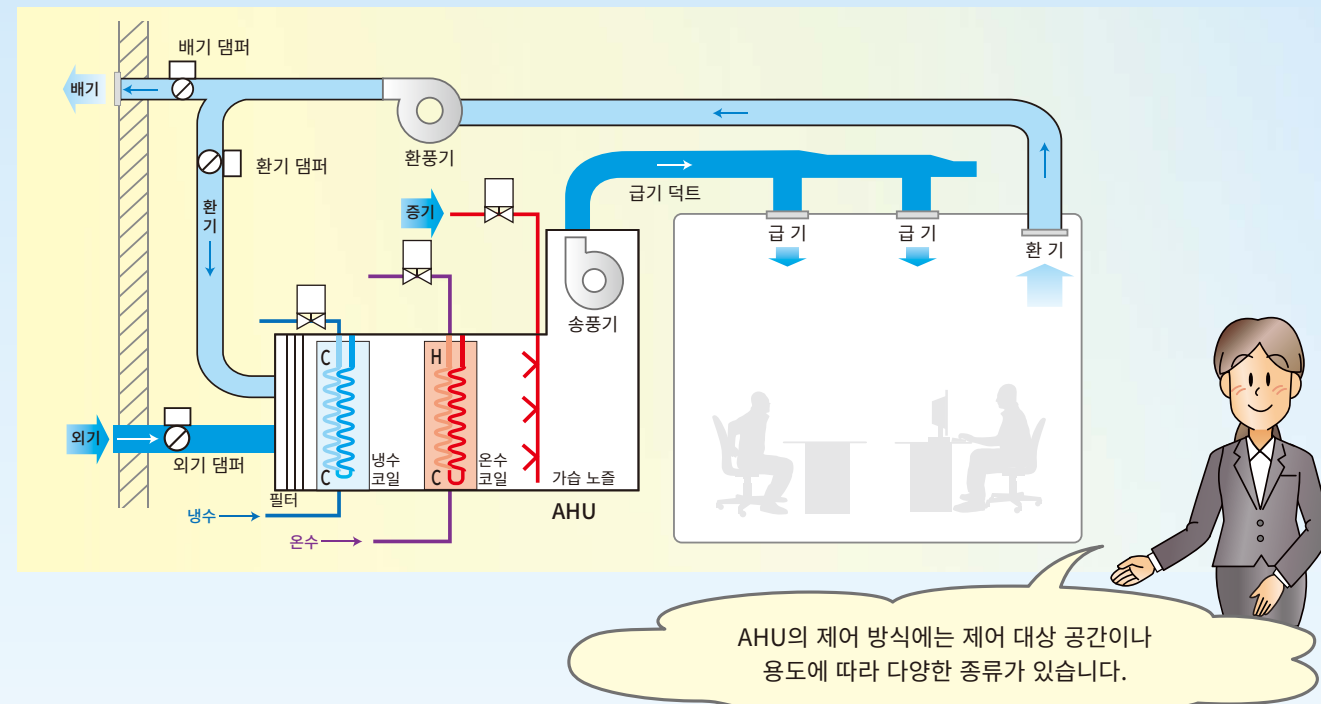 배기 댐퍼
배기
환풍기
환기 댐퍼
환
기
증기
급기 덕트
급 기
급 기
환 기
송풍기
C
H
외기
외기 댐퍼
C
냉수
코일
C
온수
코일
가습 노즐
필터
AHU
냉수
온수
AHU의 제어 방식에는 제어 대상 공간이나
용도에 따라 다양한 종류가 있습니다.